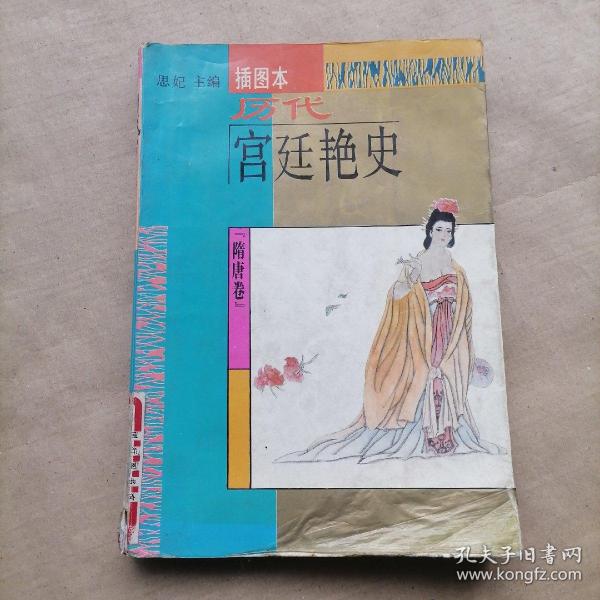 思妃 主编
插图本
历代
宫廷艳史
『隋唐卷』
孔夫子旧书网
www.kongfz.com